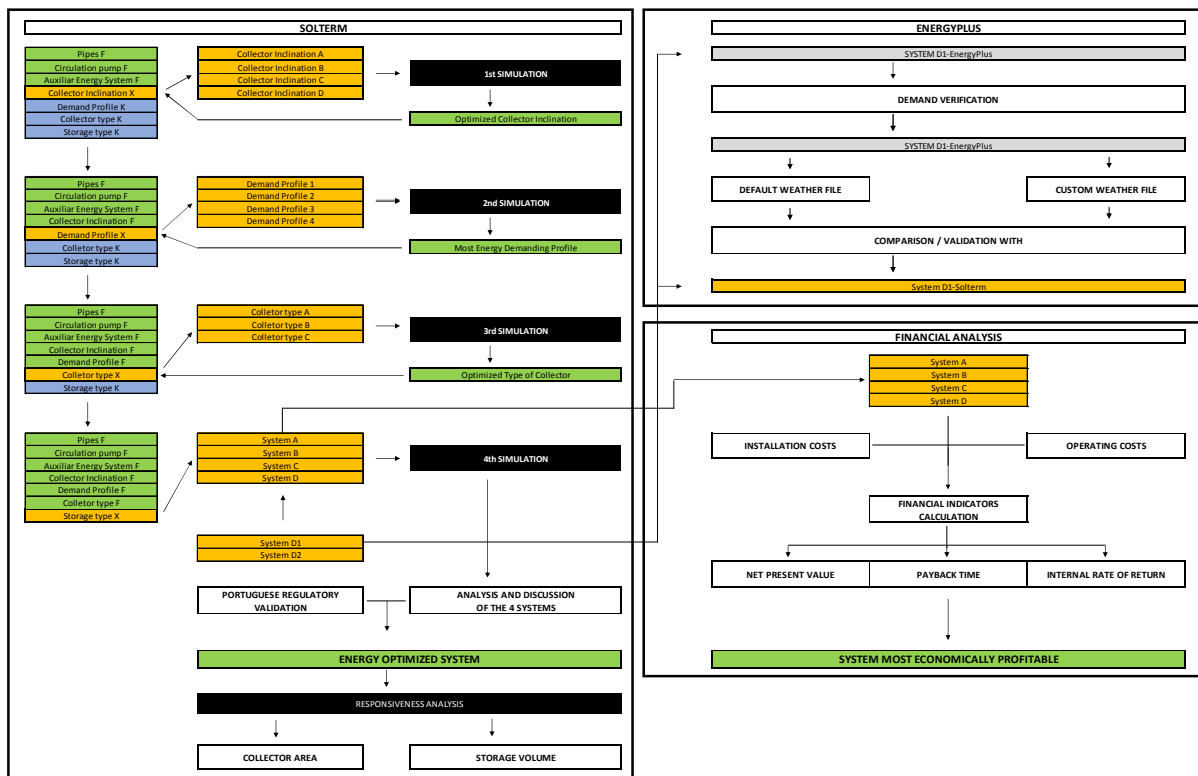 SOLTERM
Pipes F
Circulation pump F
Auxiliar Energy System F
Collector Inclination X
Demand Profile K
Collector type K
Storage type K
Collector Inclination A
Collector Inclination B
Collector Inclination C
Collector Inclination D
1st SIMULATION
Optimized Collector Inclination
Pipes F
Circulation pump F
Auxiliar Energy System F
Collector Inclination F
Demand Profile X
Colletor type K
Storage type K
Demand Profile 1
Demand Profile 2
Demand Profile 3
Demand Profile 4
2nd SIMULATION
Most Energy Demanding Profile
Pipes F
Circulation pump F
Auxiliar Energy System F
Collector Inclination F
Demand Profile F
Colletor type X
Storage type K
Colletor type A
Colletor type B
Colletor type C
3rd SIMULATION
Optimized Type of Collector
Pipes F
Circulation pump F
Auxiliar Energy System F
Collector Inclination F
Demand Profile F
Colletor type F
Storage type X
System A
System B
System C
System D
4th SIMULATION
System D1
System D2
PORTUGUESE REGULATORY
VALIDATION
ANALYSIS AND DISCUSSION
OF THE 4 SYSTEMS
ENERGY OPTIMIZED SYSTEM
RESPONSIVENESS ANALYSIS
COLLECTOR AREA
STORAGE VOLUME
ENERGYPLUS
SYSTEM D1-EnergyPlus
DEMAND VERIFICATION
SYSTEM D1-EnergyPlus
DEFAULT WEATHER FILE
CUSTOM WEATHER FILE
COMPARISON / VALIDATION WITH
System D1-Solterm
FINANCIAL ANALYSIS
System A
System B
System C
System D
INSTALLATION COSTS
OPERATING COSTS
FINANCIAL INDICATORS
CALCULATION
NET PRESENT VALUE
PAYBACK TIME
INTERNAL RATE OF RETURN
SYSTEM MOST ECONOMICALLY PROFITABLE